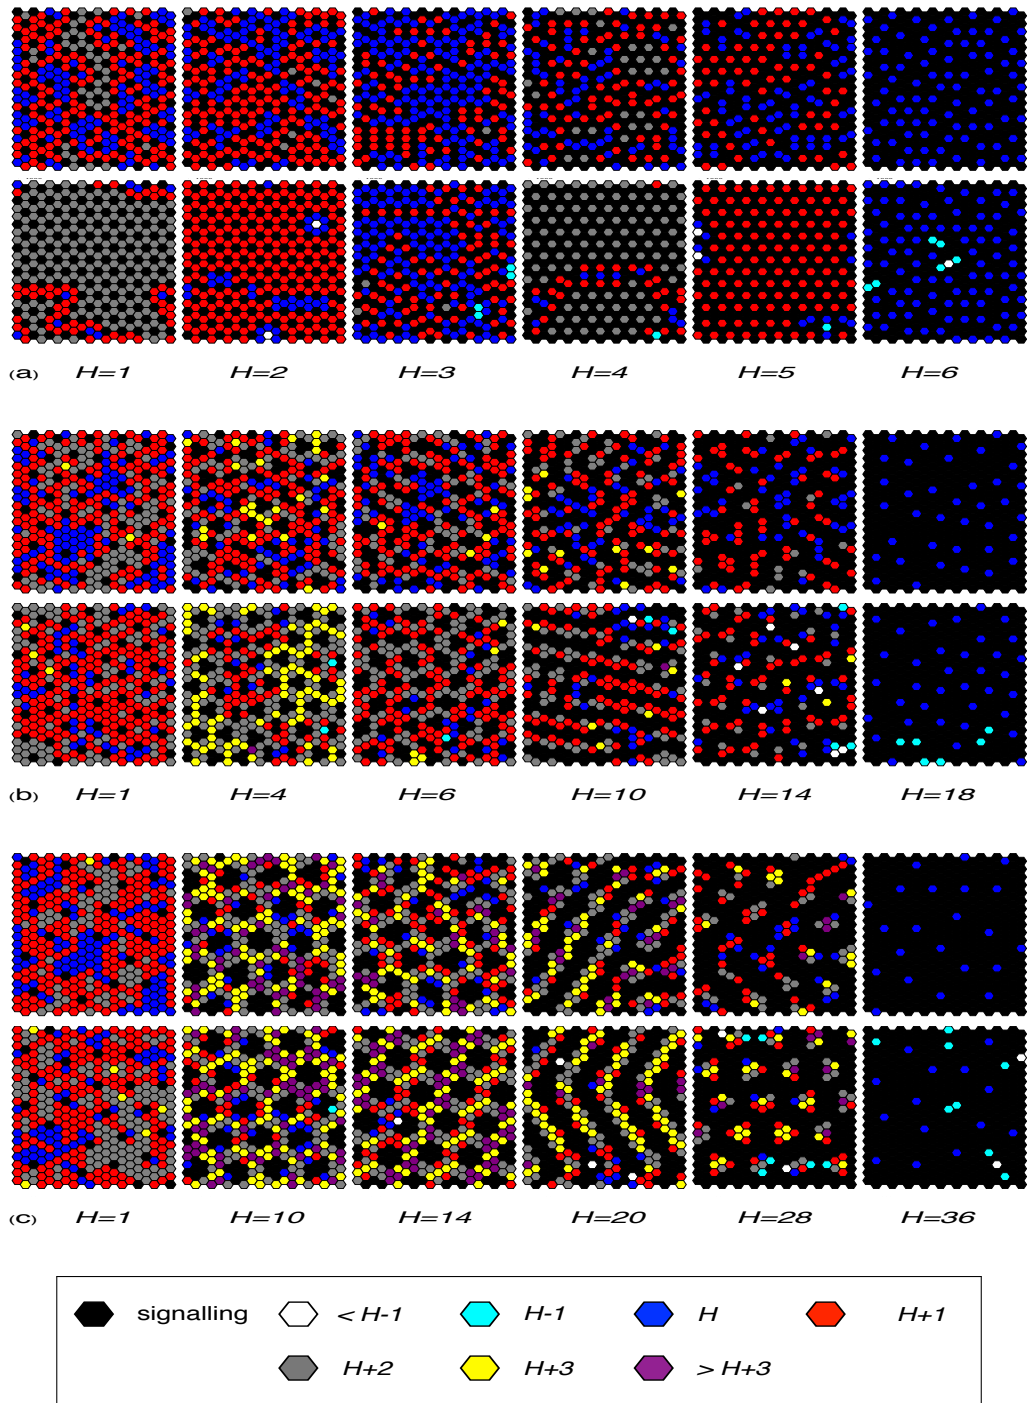 (a) H=1 H=2 H=3 H=4 H=5 H=6
(b) H=1 H=4 H=6 H=10 H=14 H=18
(c) H=1 H=10 H=14 H=20 H=28 H=36
signalling < H-1 H-1 H H+1
H+2 H+3 > H+3